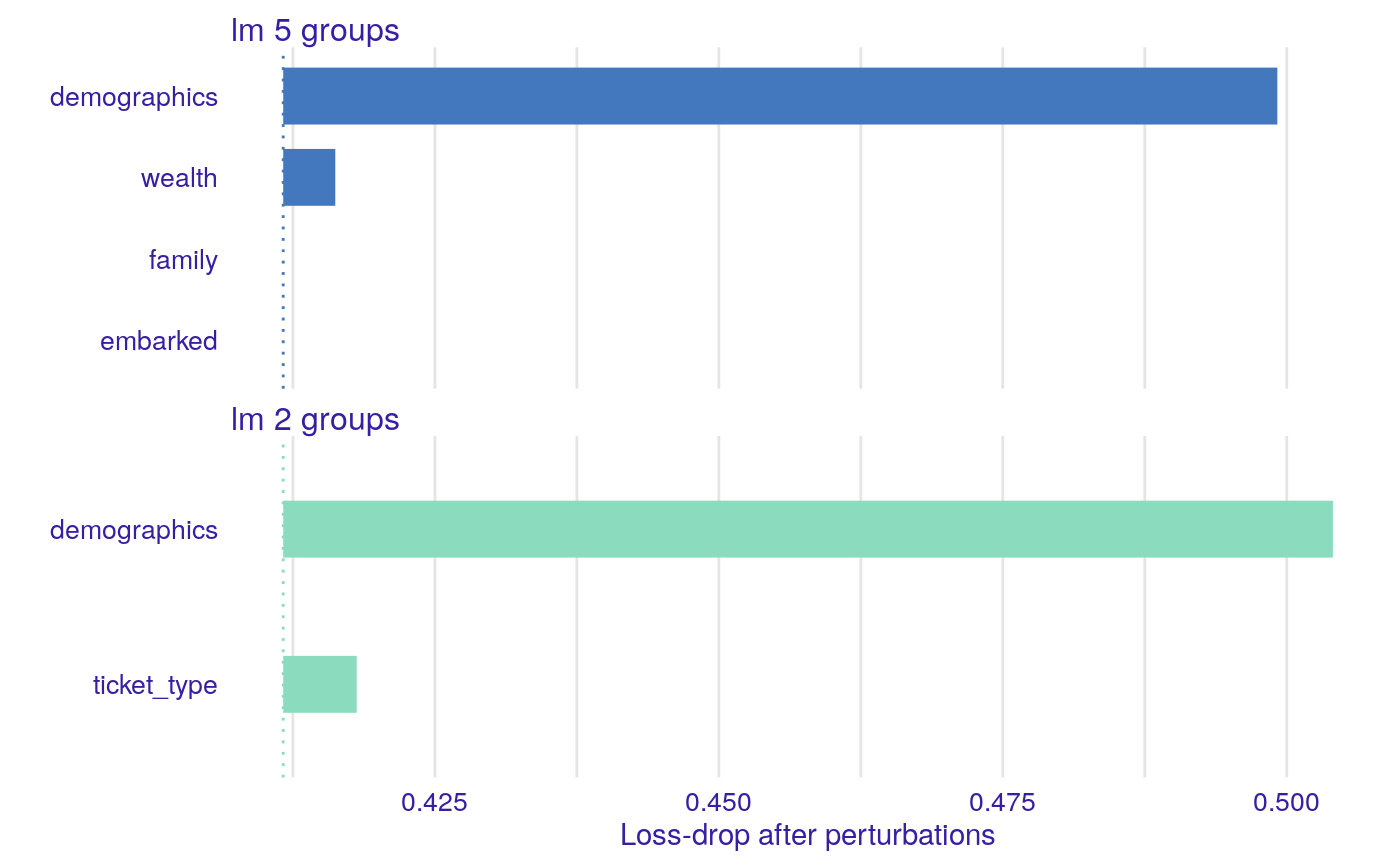 lm 5 groups
demographics
wealth
family
embarked
lm 2 groups
demographics
ticket_type
0.425 0.450 0.475 0.500
Loss-drop after perturbations